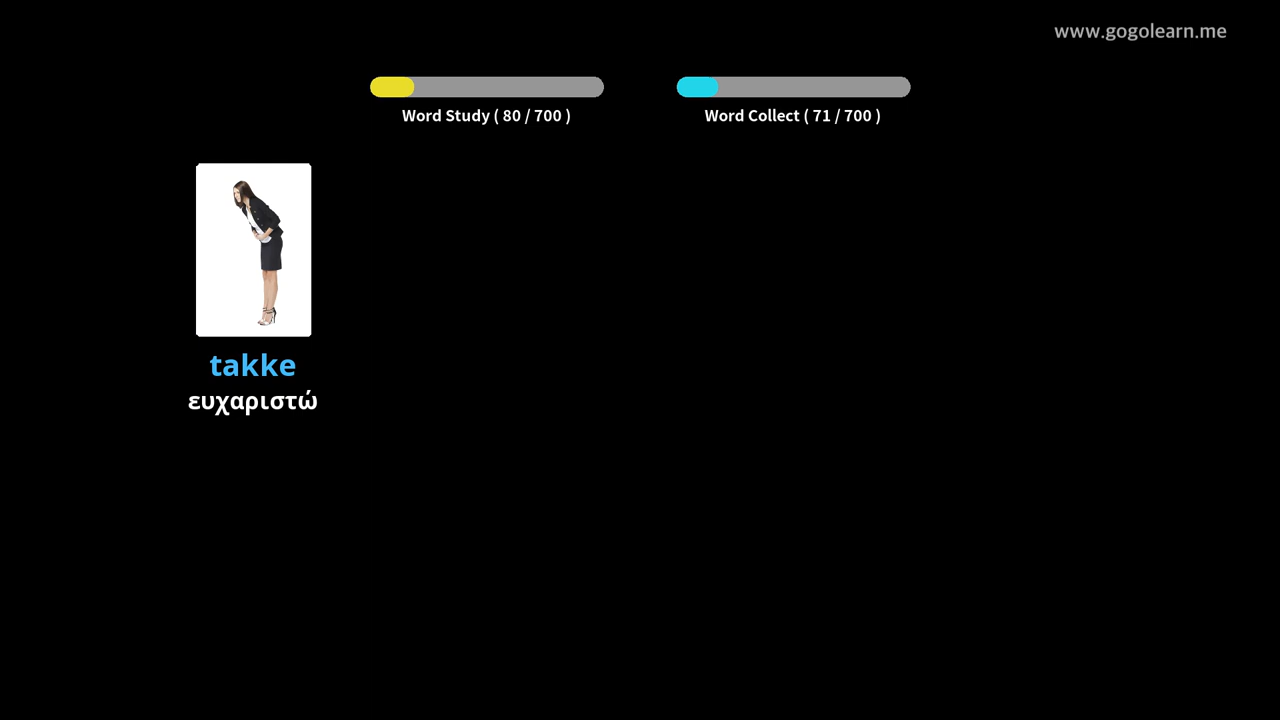 www.gogolearn.me
Word Study ( 80 / 700 )
Word Collect ( 71 / 700 )
takke
ευχαριστώ